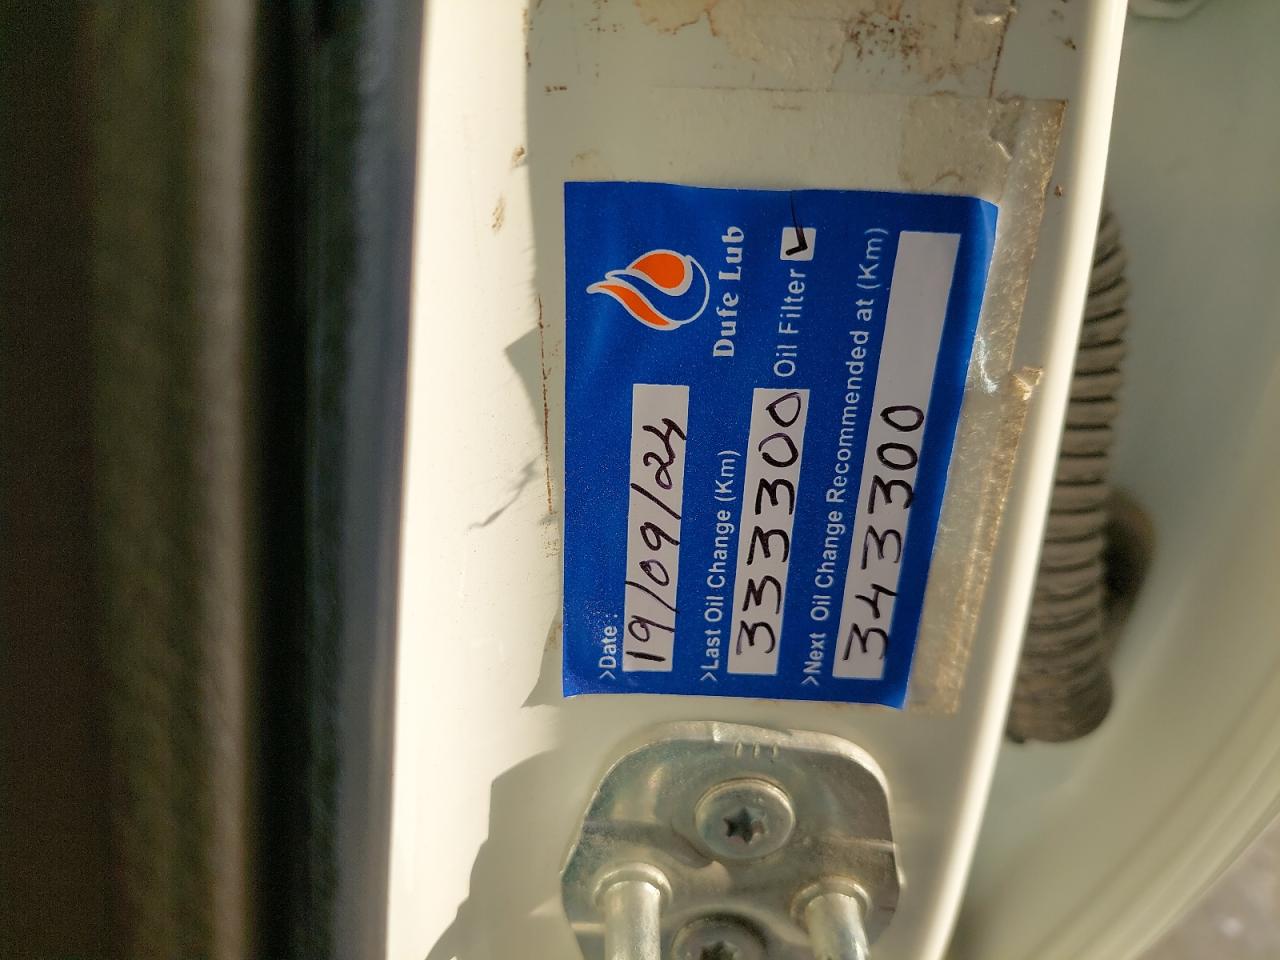 Dufe Lub
>Date 19/09/24
>Last Oil Change (Km)
333300 Oil Filter ✓
>Next Oil Change Recommended at (Km)
343300